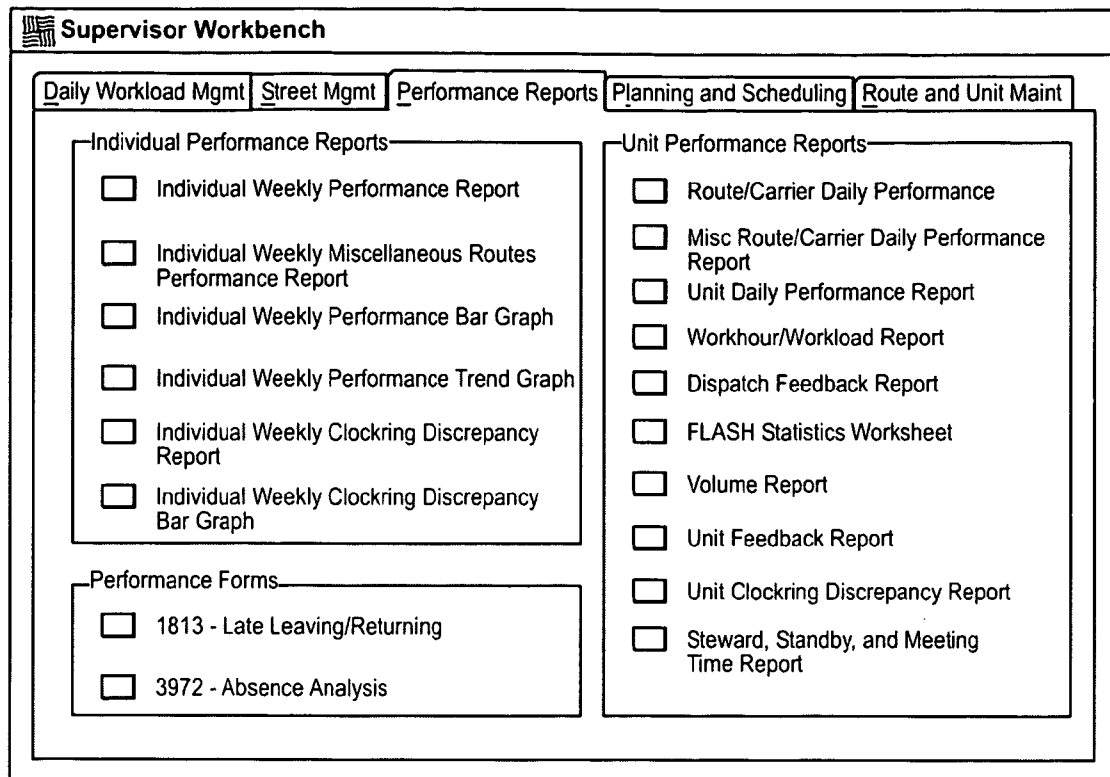 Supervisor Workbench
Daily Workload Mgmt
Street Mgmt
Performance Reports
Planning and Scheduling
Route and Unit Maint
Individual Performance Reports
Individual Weekly Performance Report
Individual Weekly Miscellaneous Routes
Performance Report
Individual Weekly Performance Bar Graph
Individual Weekly Performance Trend Graph
Individual Weekly Clockring Discrepancy
Report
Individual Weekly Clockring Discrepancy
Bar Graph
Performance Forms
1813 - Late Leaving/Returning
3972 - Absence Analysis
Unit Performance Reports
Route/Carrier Daily Performance
Misc Route/Carrier Daily Performance
Report
Unit Daily Performance Report
Workhour/Workload Report
Dispatch Feedback Report
FLASH Statistics Worksheet
Volume Report
Unit Feedback Report
Unit Clockring Discrepancy Report
Steward, Standby, and Meeting
Time Report